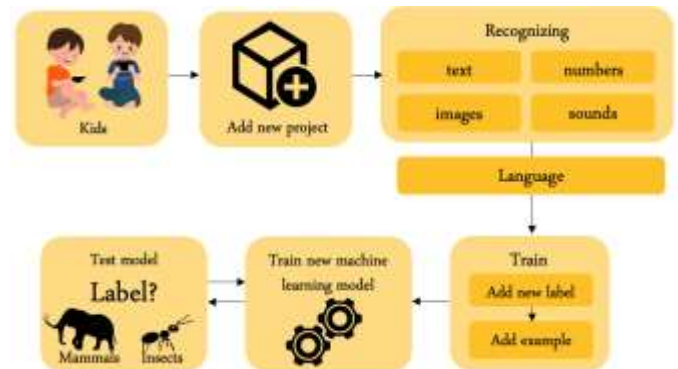 Kids
Add new project
Recognizing
text
numbers
images
sounds
Language
Train
Add new label
Add example
Train new machine
learning model
Test model
Label?
Mammals
Insects